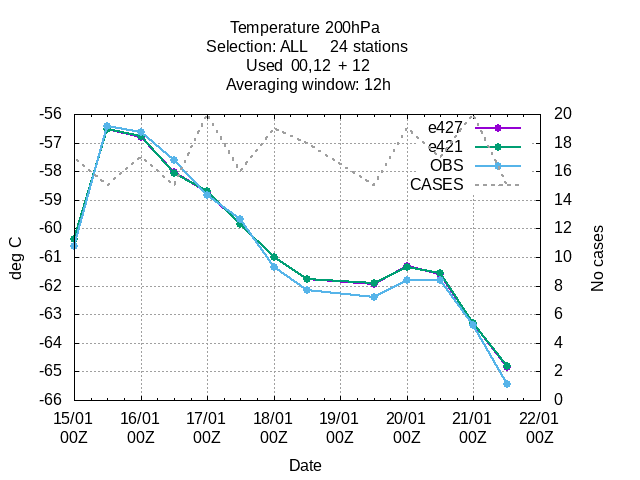 Temperature 200hPa
Selection: ALL 24 stations
Used 00,12 + 12
Averaging window: 12h
-56 20
e427
-57 18
e421
OBS
-58 16
CASES
-59 14
-60 12
-61 10
-62 8
-63 6
-64 4
-65 2
-66 0
deg C
No cases
15/01 16/01 17/01 18/01 19/01 20/01 21/01 22/01
00Z 00Z 00Z 00Z 00Z 00Z 00Z 00Z
Date